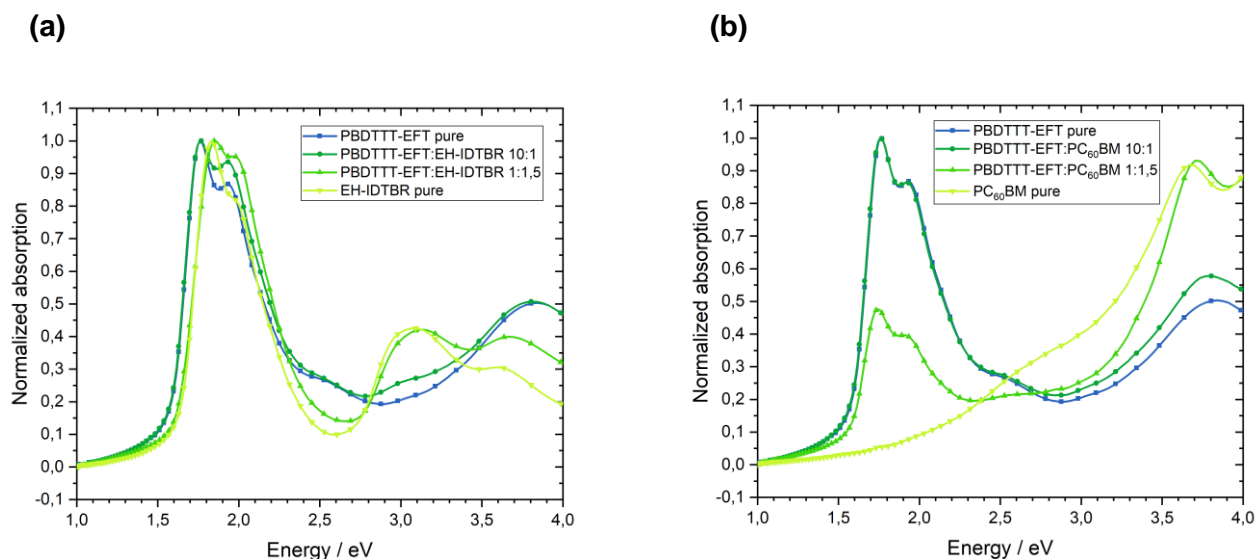 (a)
(b)
1,1
1,0
0,9
0,8
0,7
0,6
0,5
0,4
0,3
0,2
0,1
0,0
-0,1
Normalized absorption
PBDTTT-EFT pure
PBDTTT-EFT:EH-IDTBR 10:1
PBDTTT-EFT:EH-IDTBR 1:1,5
EH-IDTBR pure
1,0 1,5 2,0 2,5 3,0 3,5 4,0
Energy / eV
1,1
1,0
0,9
0,8
0,7
0,6
0,5
0,4
0,3
0,2
0,1
0,0
-0,1
Normalized absorption
PBDTTT-EFT pure
PBDTTT-EFT:PC₆₀BM 10:1
PBDTTT-EFT:PC₆₀BM 1:1,5
PC₆₀BM pure
1,0 1,5 2,0 2,5 3,0 3,5 4,0
Energy / eV